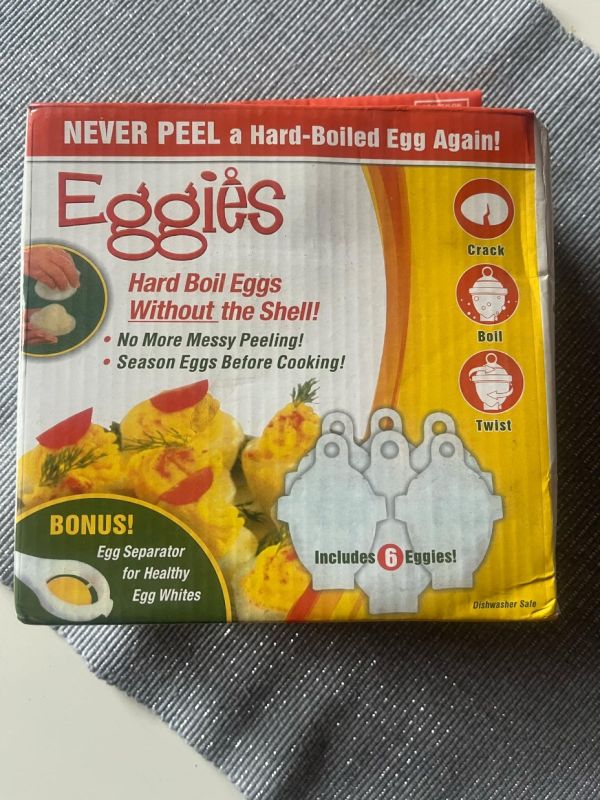 NEVER PEEL a Hard-Boiled Egg Again!
Eggies
Hard Boil Eggs
Without the Shell!
• No More Messy Peeling!
• Season Eggs Before Cooking!
Crack
Boil
Twist
BONUS!
Egg Separator
for Healthy
Egg Whites
Includes 6 Eggies!
Dishwasher Safe